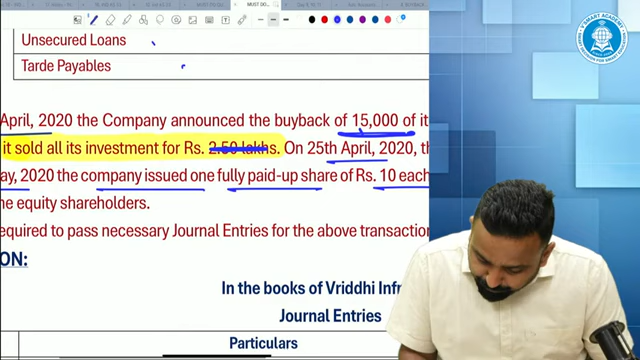 Unsecured Loans
Tarde Payables
April, 2020 the Company announced the buyback of 15,000 of it
it sold all its investment for Rs. 2.50 lakhs. On 25th April, 2020, th
ay, 2020 the company issued one fully paid-up share of Rs. 10 each
he equity shareholders.
equired to pass necessary Journal Entries for the above transaction
ON:
In the books of Vriddhi Infr
Journal Entries
Particulars
V'SMART ACADEMY